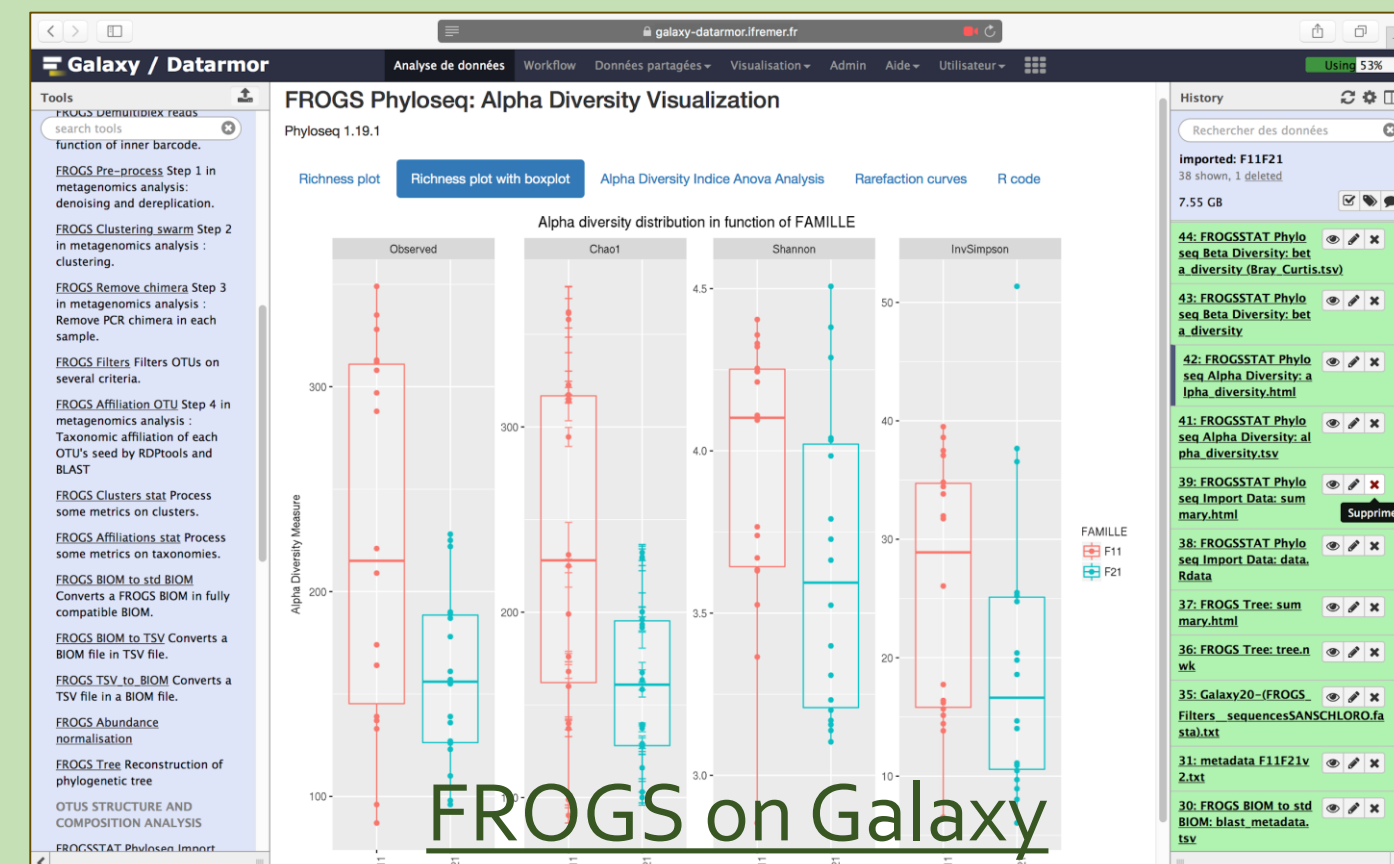 galaxy-datarmor.ifremer.fr
Galaxy / Datarmor
Analyse de données
Workflow
Données partagées
Visualisation
Admin
Aide
Utilisateur
Using 53%
Tools
FROGS Demultiplex reads
search tools
function of inner barcode.
FROGS Pre-process Step 1 in
metagenomics analysis:
denoising and dereplication.
FROGS Clustering swarm Step 2
in metagenomics analysis :
clustering.
FROGS Remove chimera Step 3
in metagenomics analysis :
Remove PCR chimera in each
sample.
FROGS Filters Filters OTUs on
several criteria.
FROGS Affiliation OTU Step 4 in
metagenomics analysis :
Taxonomic affiliation of each
OTU's seed by RDPtools and
BLAST
FROGS Clusters stat Process
some metrics on clusters.
FROGS Affiliations stat Process
some metrics on taxonomies.
FROGS BIOM to std BIOM
Converts a FROGS BIOM in fully
compatible BIOM.
FROGS BIOM to TSV Converts a
BIOM file in TSV file.
FROGS TSV_to_BIOM Converts a
TSV file in a BIOM file.
FROGS Abundance
normalisation
FROGS Tree Reconstruction of
phylogenetic tree
OTUS STRUCTURE AND
COMPOSITION ANALYSIS
FROGSSTAT Phyloseq Import
FROGS Phyloseq: Alpha Diversity Visualization
Phyloseq 1.19.1
Richness plot
Richness plot with boxplot
Alpha Diversity Indice Anova Analysis
Rarefaction curves
R code
Alpha diversity distribution in function of FAMILLE
Observed
Chao1
Shannon
InvSimpson
Alpha Diversity Measure
300
200
100
300
200
4.5
4.0
3.5
3.0
50
40
30
20
10
FAMILLE
F11
F21
FROGS on Galaxy
History
Rechercher des données
imported: F11F21
38 shown, 1 deleted
7.55 GB
44: FROGSSTAT Phylo
seq Beta Diversity: bet
a_diversity (Bray_Curtis.tsv)
43: FROGSSTAT Phylo
seq Beta Diversity: bet
a_diversity
42: FROGSSTAT Phylo
seq Alpha Diversity: a
lpha_diversity.html
41: FROGSSTAT Phylo
seq Alpha Diversity: al
pha_diversity.tsv
39: FROGSSTAT Phylo
seq Import Data: sum
mary.html
Supprime
38: FROGSSTAT Phylo
seq Import Data: data.
Rdata
37: FROGS Tree: sum
mary.html
36: FROGS Tree: tree.n
wk
35: Galaxy20-(FROGS_
Filters__sequencesSANSCHLORO.fa
sta).txt
31: metadata F11F21v
2.txt
30: FROGS BIOM to std
BIOM: blast_metadata.
tsv